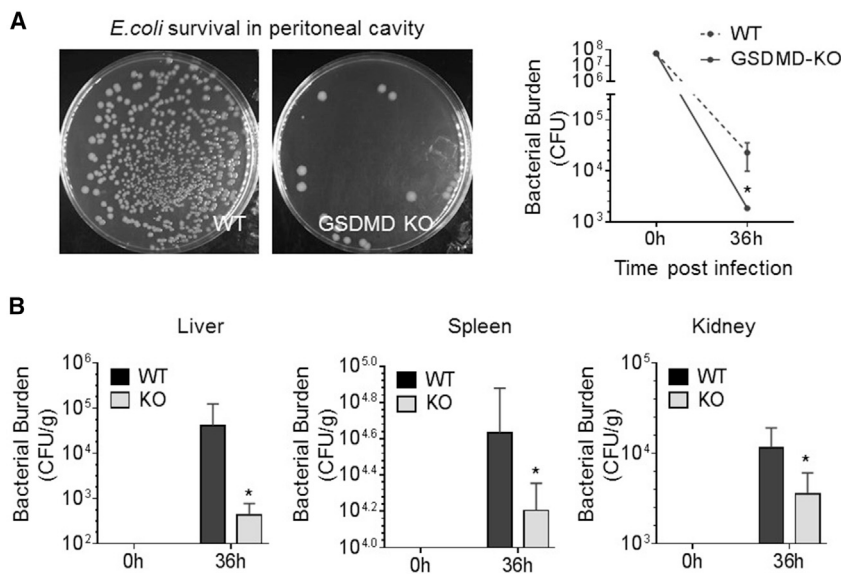 A
E.coli survival in peritoneal cavity
WT
GSDMD KO
WT
GSDMD-KO
Bacterial Burden
(CFU)
10⁸
10⁷
10⁶
10⁵
10⁴
10³
*
0h 36h
Time post infection
B
Liver
Bacterial Burden
(CFU/g)
10⁶
10⁵
10³
10³
10²
WT
KO
*
0h 36h
Spleen
Bacterial Burden
(CFU/g)
10⁵·⁰
10⁴·⁸
10⁴·⁶
10⁴·⁴
10⁴·²
10⁴·⁰
WT
KO
*
0h 36h
Kidney
Bacterial Burden
(CFU/g)
10⁵
10⁴
10³
WT
KO
*
0h 36h